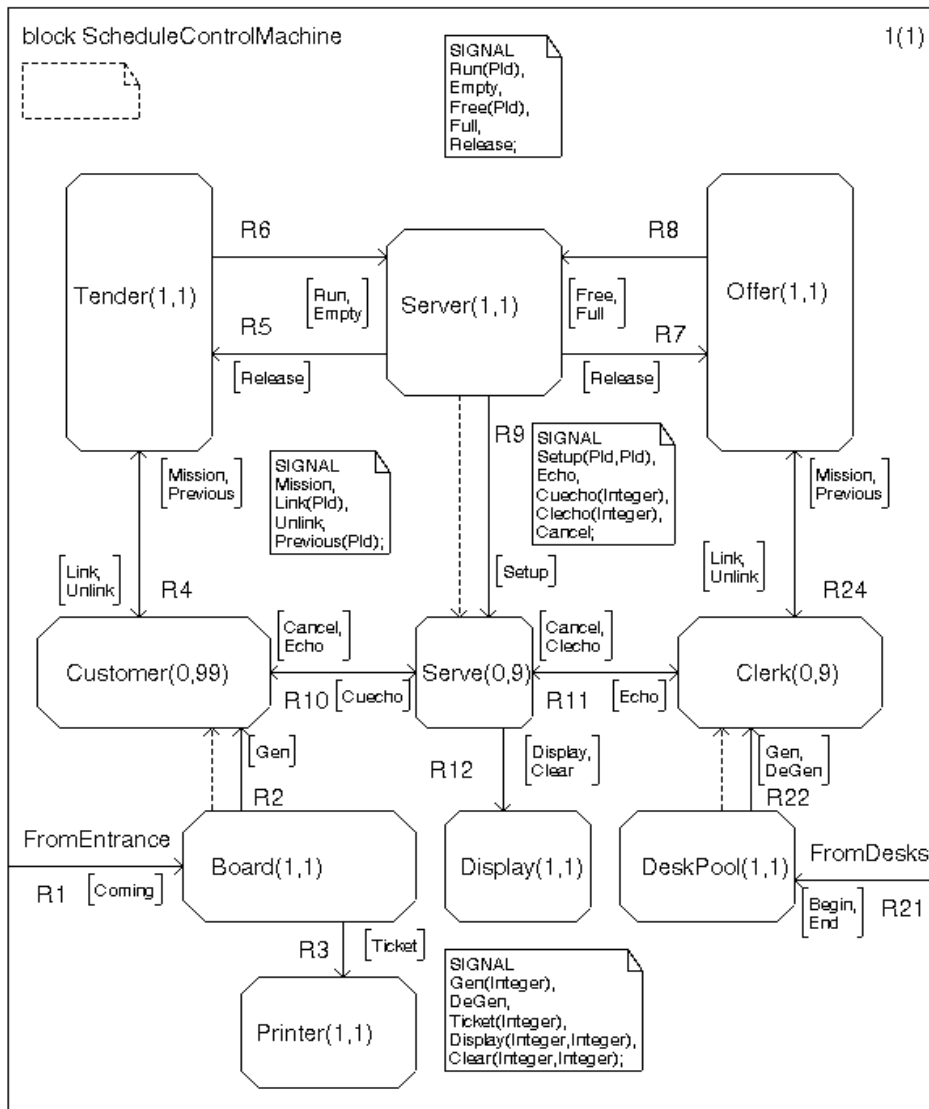 block ScheduleControlMachine
1(1)
SIGNAL
Run(PId),
Empty,
Free(PId),
Full,
Release;
R6
R8
Tender(1,1)
Server(1,1)
Offer(1,1)
[Run,
Empty]
[Free,
Full]
R5
R7
[Release]
[Release]
R9
SIGNAL
Setup(PId,PId),
Echo,
Cuecho(Integer),
Clecho(Integer),
Cancel;
[Mission,
Previous]
SIGNAL
Mission,
Link(PId),
Unlink,
Previous(PId);
[Mission,
Previous]
[Link,
Unlink]
R4
[Setup]
[Link,
Unlink]
R24
Customer(0,99)
[Cancel,
Echo]
R10
[Cuecho]
Serve(0,9)
[Cancel,
Clecho]
R11
[Echo]
Clerk(0,9)
[Gen]
R2
R12
[Display,
Clear]
[Gen,
DeGen]
R22
FromEntrance
R1
[Coming]
Board(1,1)
Display(1,1)
DeskPool(1,1)
FromDesks
[Begin,
End]
R21
R3
[Ticket]
Printer(1,1)
SIGNAL
Gen(Integer),
DeGen,
Ticket(Integer),
Display(Integer,Integer),
Clear(Integer,Integer);